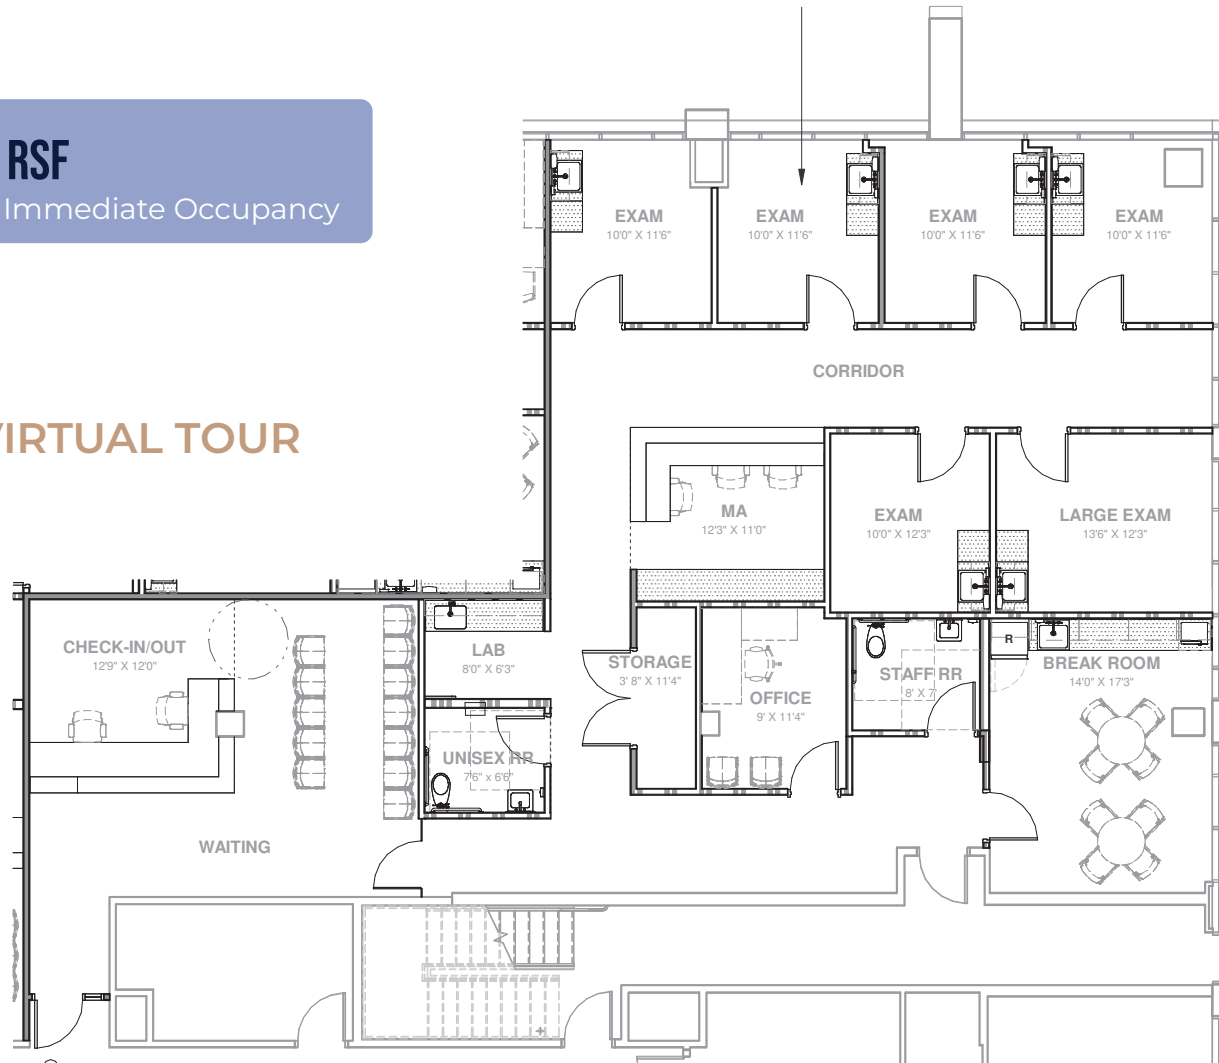 RSF
Immediate Occupancy
VIRTUAL TOUR
EXAM
10'0" X 11'6"
EXAM
10'0" X 11'6"
EXAM
10'0" X 11'6"
EXAM
10'0" X 11'6"
CORRIDOR
MA
12'3" X 11'0"
EXAM
10'0" X 12'3"
LARGE EXAM
13'6" X 12'3"
CHECK-IN/OUT
12'9" X 12'0"
LAB
8'0" X 6'3"
STORAGE
3' 8" X 11'4"
OFFICE
9' X 11'4"
STAFF RR
8' X 7'
R
BREAK ROOM
14'0" X 17'3"
UNISEX RR
7'6" x 6'6"
WAITING